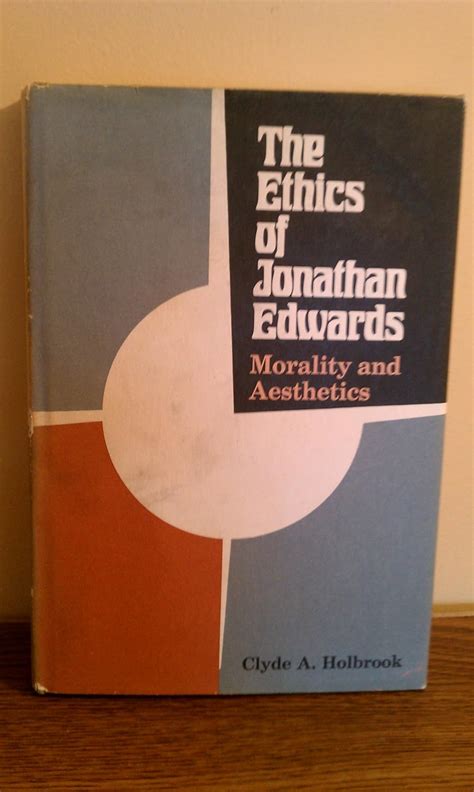 The
Ethics
of
Jonathan
Edwards
Morality and
Aesthetics
Clyde A. Holbrook